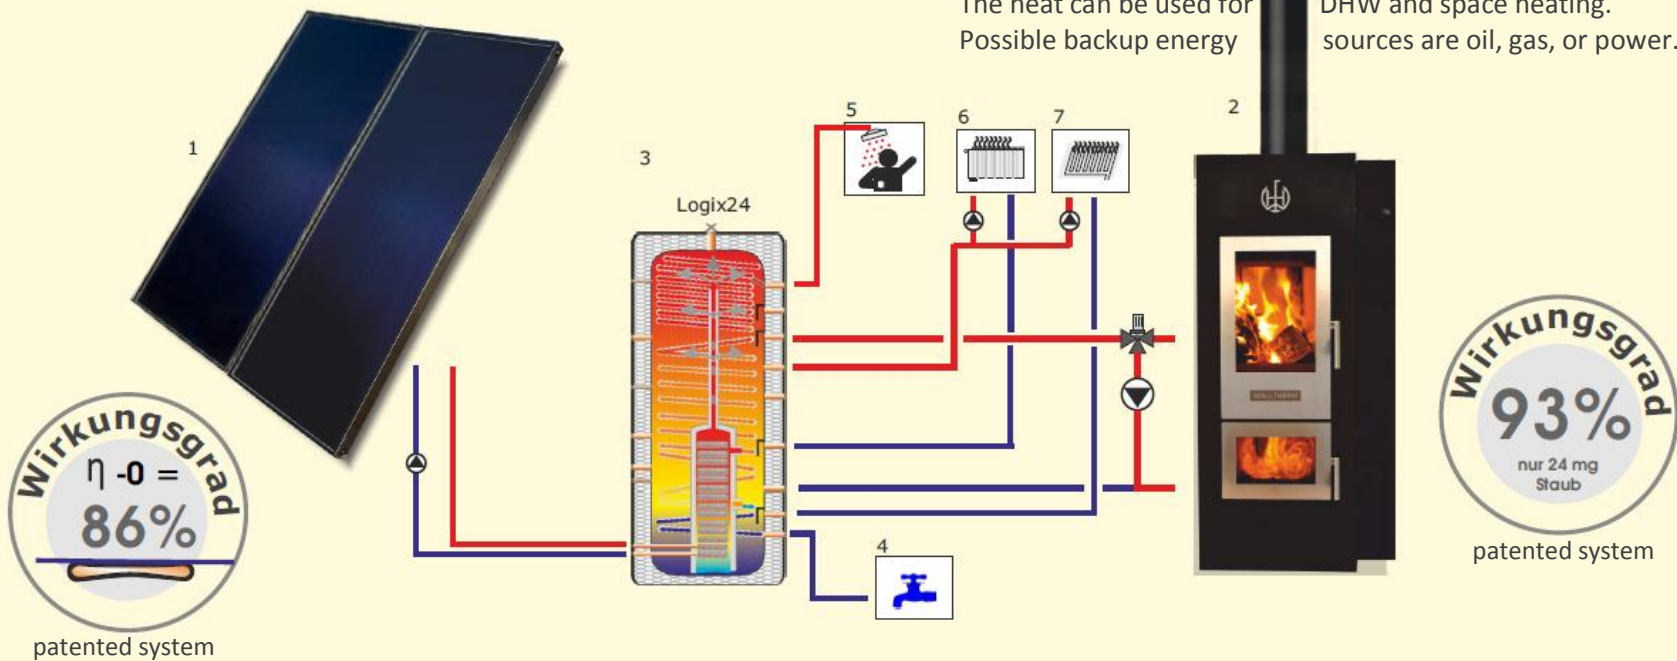 The heat can be used for DHW and space heating.
Possible backup energy sources are oil, gas, or power.
1
2
3
5
6
7
Logix24
Wirkungsgrad
η -0 =
86%
patented system
4
Wirkungsgrad
93%
nur 24 mg
Staub
patented system